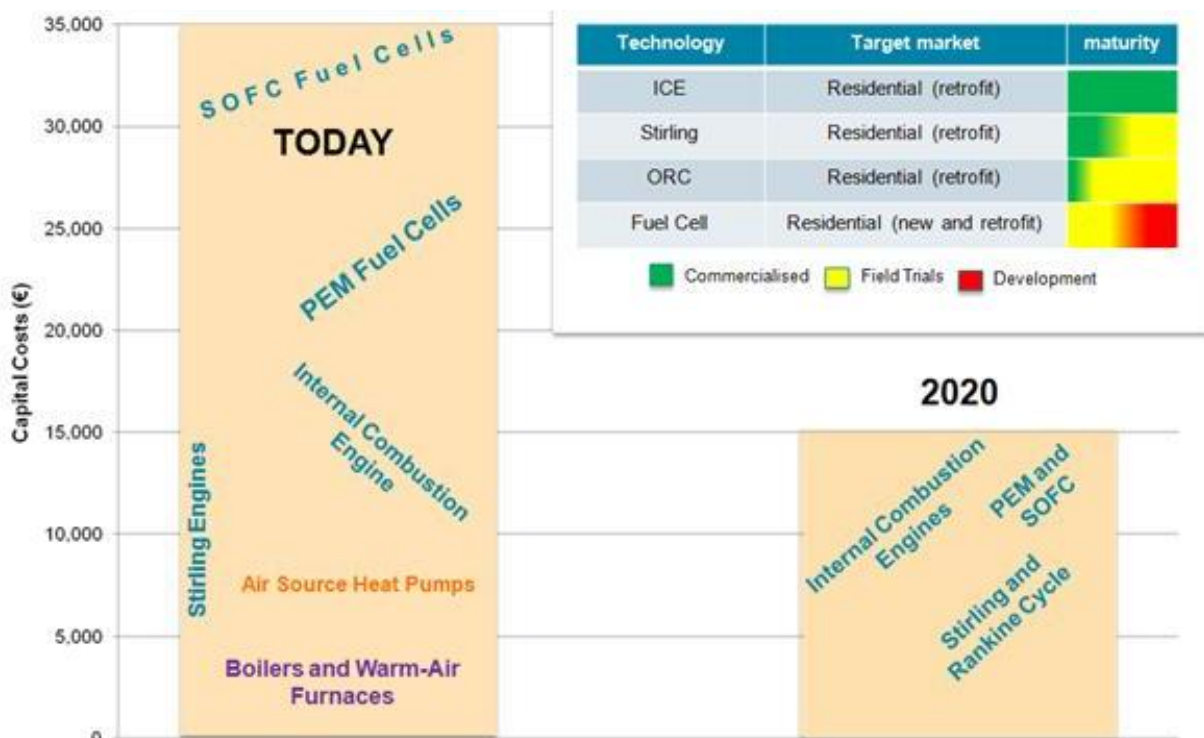 35,000
30,000
25,000
20,000
15,000
10,000
5,000
0
Capital Costs (€)
SOFC Fuel Cells
TODAY
PEM Fuel Cells
Internal Combustion
Engine
Stirling Engines
Air Source Heat Pumps
Boilers and Warm-Air
Furnaces
Technology Target market maturity
ICE Residential (retrofit)
Stirling Residential (retrofit)
ORC Residential (retrofit)
Fuel Cell Residential (new and retrofit)
Commercialised Field Trials Development
2020
Internal Combustion
Engines
PEM and
SOFC
Stirling and
Rankine Cycle